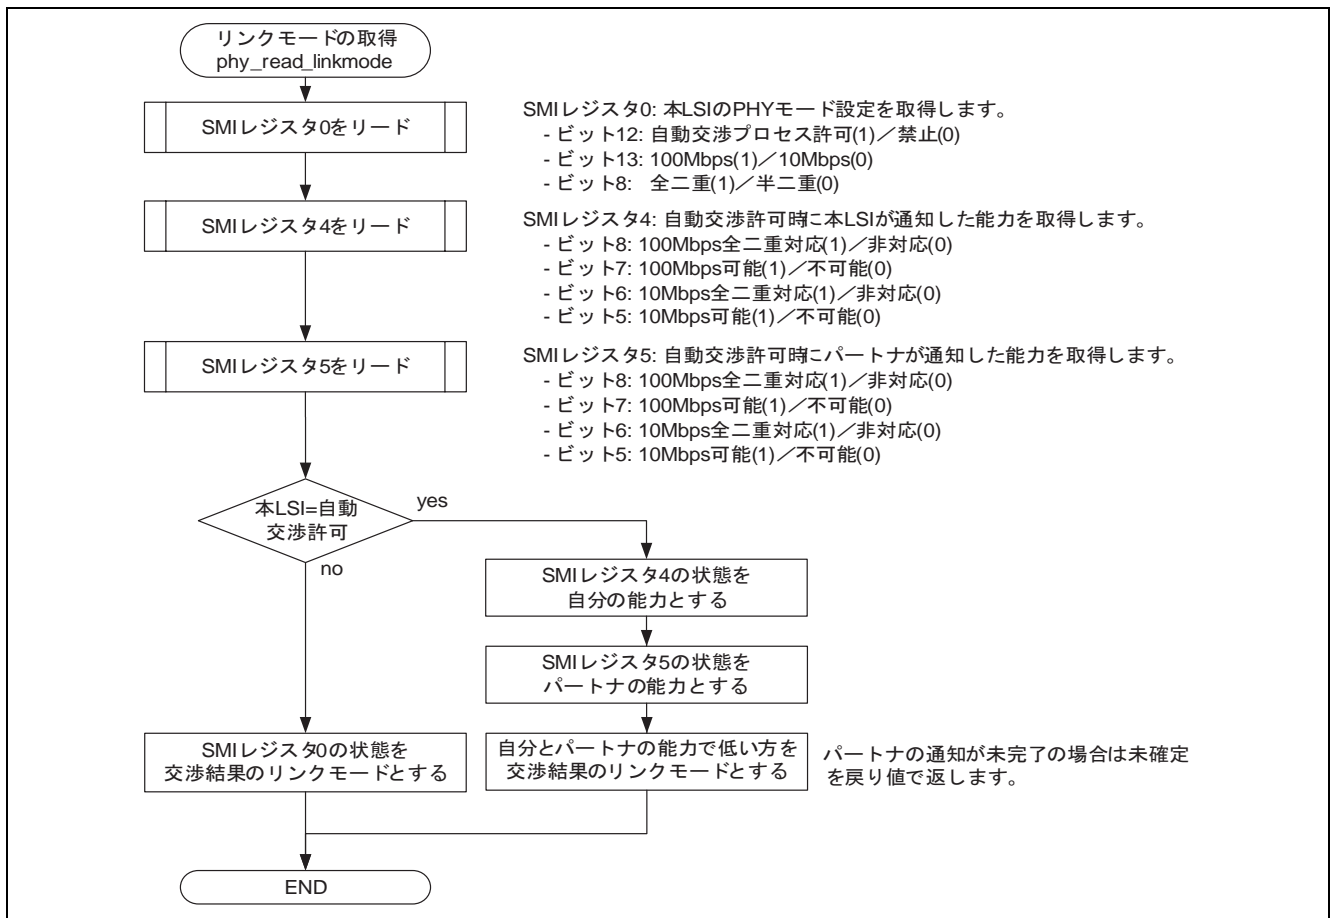 リンクモードの取得
phy_read_linkmode
SMIレジスタ0をリード
SMIレジスタ0: 本LSIのPHYモード設定を取得します。
- ビット12: 自動交渉プロセス許可(1)／禁止(0)
- ビット13: 100Mbps(1)／10Mbps(0)
- ビット8: 全二重(1)／半二重(0)
SMIレジスタ4をリード
SMIレジスタ4: 自動交渉許可時に本LSIが通知した能力を取得します。
- ビット8: 100Mbps全二重対応(1)／非対応(0)
- ビット7: 100Mbps可能(1)／不可能(0)
- ビット6: 10Mbps全二重対応(1)／非対応(0)
- ビット5: 10Mbps可能(1)／不可能(0)
SMIレジスタ5をリード
SMIレジスタ5: 自動交渉許可時にパートナが通知した能力を取得します。
- ビット8: 100Mbps全二重対応(1)／非対応(0)
- ビット7: 100Mbps可能(1)／不可能(0)
- ビット6: 10Mbps全二重対応(1)／非対応(0)
- ビット5: 10Mbps可能(1)／不可能(0)
本LSI=自動
交渉許可
yes
no
SMIレジスタ4の状態を
自分の能力とする
SMIレジスタ5の状態を
パートナの能力とする
SMIレジスタ0の状態を
交渉結果のリンクモードとする
自分とパートナの能力で低い方を
交渉結果のリンクモードとする
パートナの通知が未完了の場合は未確定
を戻り値で返します。
END